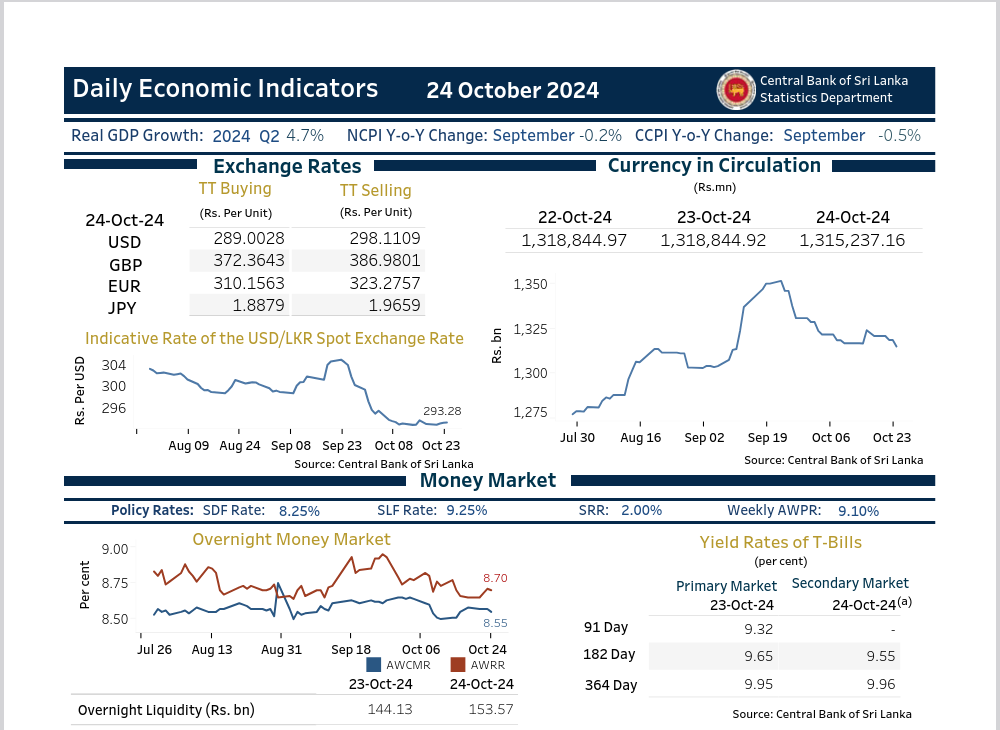 Daily Economic Indicators 24 October 2024
Central Bank of Sri Lanka
Statistics Department
Real GDP Growth: 2024 Q2 4.7% NCPI Y-o-Y Change: September -0.2% CCPI Y-o-Y Change: September -0.5%
Exchange Rates
TT Buying TT Selling
(Rs. Per Unit) (Rs. Per Unit)
24-Oct-24
USD 289.0028 298.1109
GBP 372.3643 386.9801
EUR 310.1563 323.2757
JPY 1.8879 1.9659
Indicative Rate of the USD/LKR Spot Exchange Rate
Rs. Per USD
304
300
296
293.28
Aug 09 Aug 24 Sep 08 Sep 23 Oct 08 Oct 23
Source: Central Bank of Sri Lanka
Currency in Circulation
(Rs.mn)
22-Oct-24 23-Oct-24 24-Oct-24
1,318,844.97 1,318,844.92 1,315,237.16
Rs. bn
1,350
1,325
1,300
1,275
Jul 30 Aug 16 Sep 02 Sep 19 Oct 06 Oct 23
Source: Central Bank of Sri Lanka
Money Market
Policy Rates: SDF Rate: 8.25% SLF Rate: 9.25% SRR: 2.00% Weekly AWPR: 9.10%
Overnight Money Market
Per cent
9.00
8.75
8.50
8.70
8.55
Jul 26 Aug 13 Aug 31 Sep 18 Oct 06 Oct 24
AWCMR AWRR
23-Oct-24 24-Oct-24
Overnight Liquidity (Rs. bn) 144.13 153.57
Yield Rates of T-Bills
(per cent)
Primary Market Secondary Market
23-Oct-24 24-Oct-24(a)
91 Day 9.32 -
182 Day 9.65 9.55
364 Day 9.95 9.96
Source: Central Bank of Sri Lanka